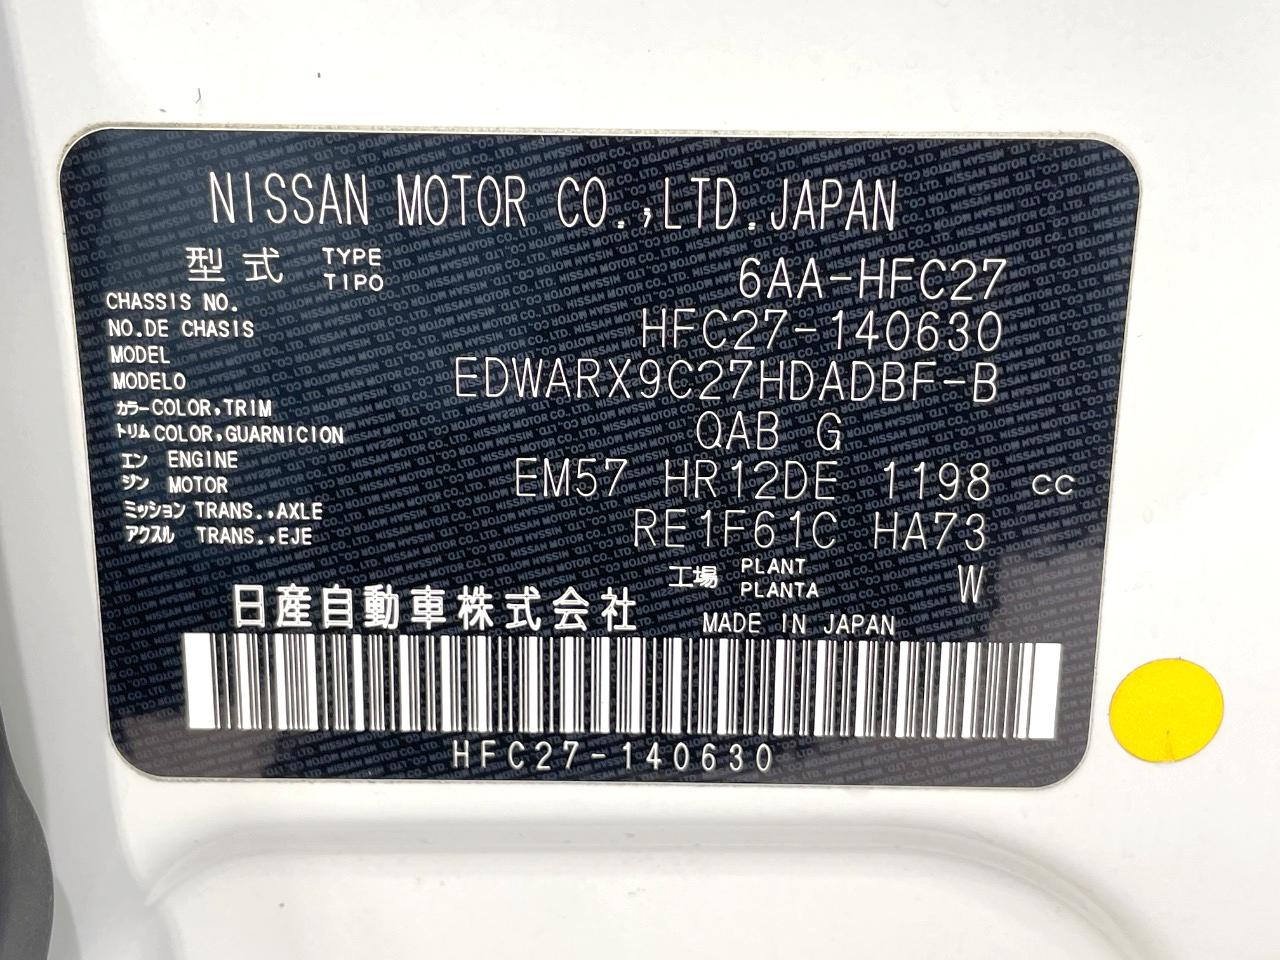 NISSAN MOTOR CO.,LTD.JAPAN
型式 TYPE TIPO 6AA-HFC27
CHASSIS NO.
NO.DE CHASIS HFC27-140630
MODEL
MODELO EDWARX9C27HDADBF-B
カラー COLOR,TRIM
トリム COLOR,GUARNICION QAB G
エン ENGINE
ジン MOTOR EM57 HR12DE 1198 cc
ミッション TRANS.,AXLE
アクスル TRANS.,EJE RE1F61C HA73
工場 PLANT PLANTA W
日産自動車株式会社 MADE IN JAPAN
HFC27-140630